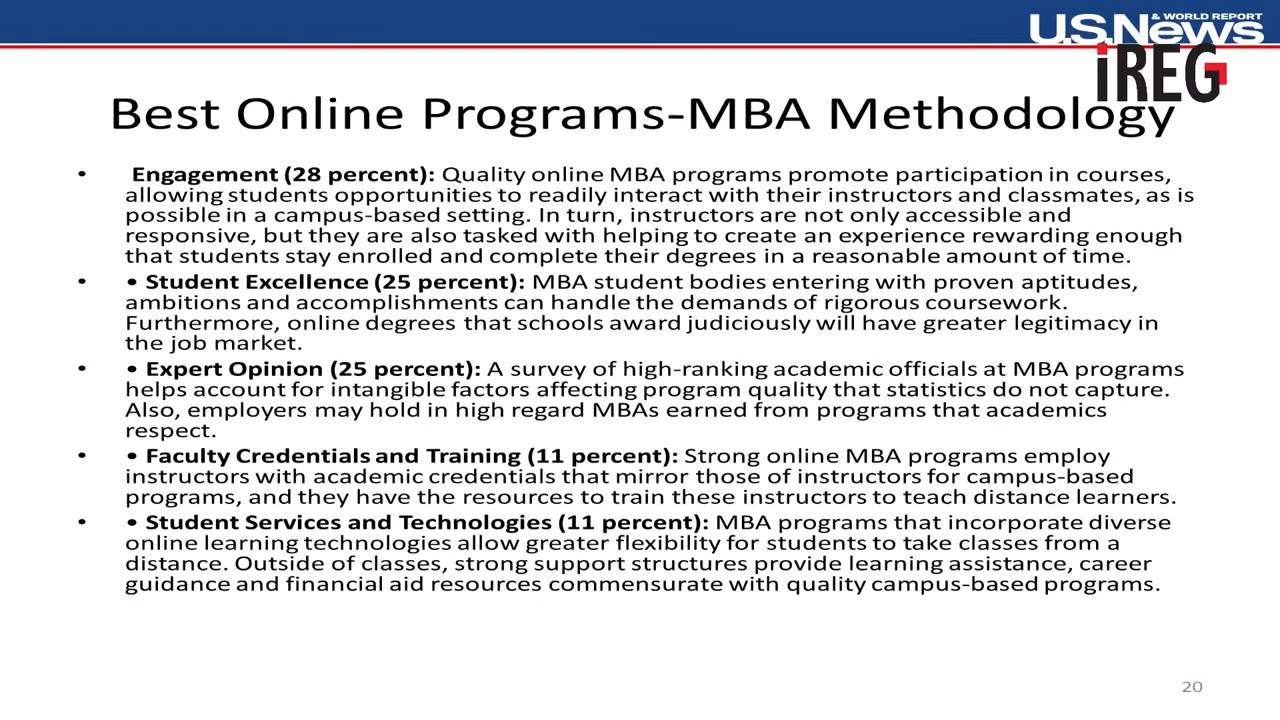 & WORLD REPORT
U.S.News
iREG
Best Online Programs-MBA Methodology
• Engagement (28 percent): Quality online MBA programs promote participation in courses,
allowing students opportunities to readily interact with their instructors and classmates, as is
possible in a campus-based setting. In turn, instructors are not only accessible and
responsive, but they are also tasked with helping to create an experience rewarding enough
that students stay enrolled and complete their degrees in a reasonable amount of time.
• • Student Excellence (25 percent): MBA student bodies entering with proven aptitudes,
ambitions and accomplishments can handle the demands of rigorous coursework.
Furthermore, online degrees that schools award judiciously will have greater legitimacy in
the job market.
• • Expert Opinion (25 percent): A survey of high-ranking academic officials at MBA programs
helps account for intangible factors affecting program quality that statistics do not capture.
Also, employers may hold in high regard MBAs earned from programs that academics
respect.
• • Faculty Credentials and Training (11 percent): Strong online MBA programs employ
instructors with academic credentials that mirror those of instructors for campus-based
programs, and they have the resources to train these instructors to teach distance learners.
• • Student Services and Technologies (11 percent): MBA programs that incorporate diverse
online learning technologies allow greater flexibility for students to take classes from a
distance. Outside of classes, strong support structures provide learning assistance, career
guidance and financial aid resources commensurate with quality campus-based programs.
20